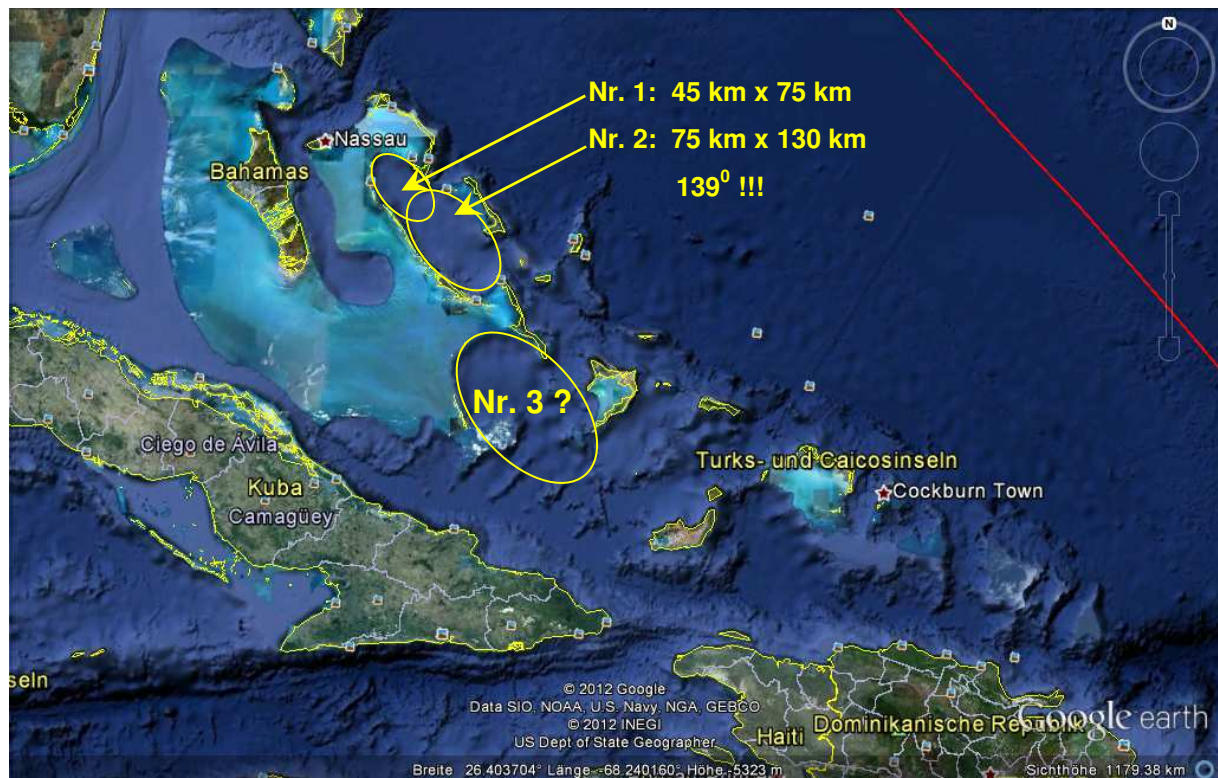 N
Nr. 1: 45 km x 75 km
Nr. 2: 75 km x 130 km
139⁰ !!!
Nassau
Bahamas
Nr. 3 ?
Ciego de Ávila
Kuba
Camagüey
Turks- und Caicosinseln
Cockburn Town
seln
© 2012 Google
Data SIO, NOAA, U.S. Navy, NGA, GEBCO
© 2012 INEGI
US Dept of State Geographer
Haiti
Dominikanische Republik
Google earth
Breite 26.403704° Länge -68.240160° Höhe -5323 m
Sichthöhe 1179.38 km